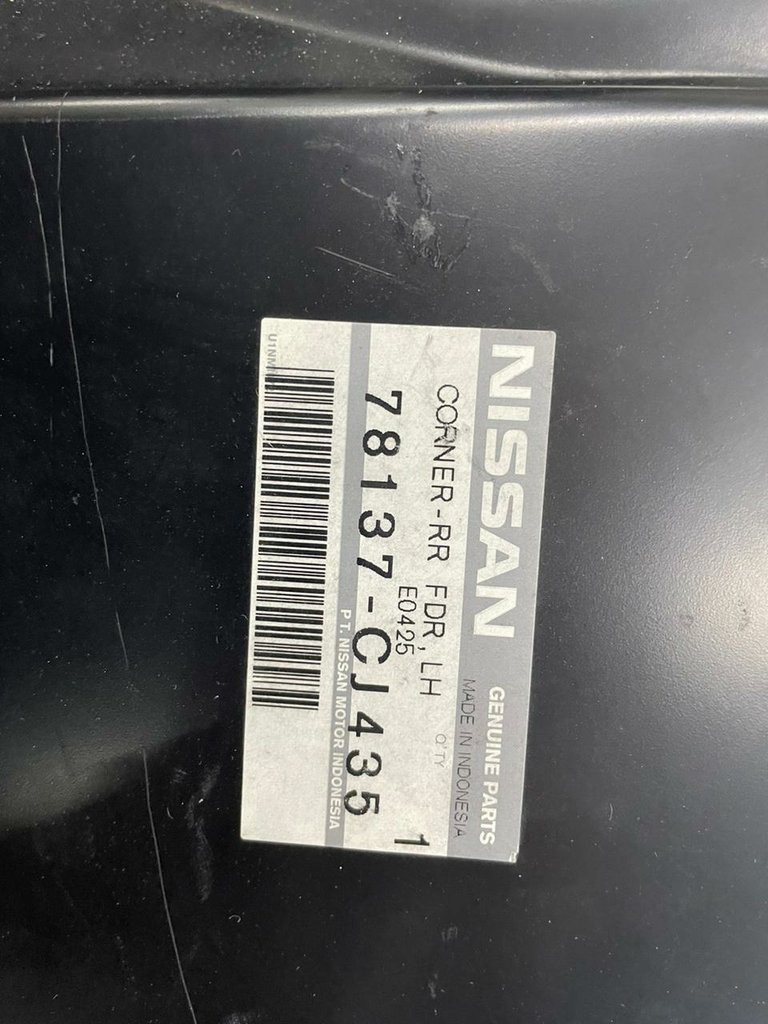 NISSAN GENUINE PARTS
MADE IN INDONESIA
CORNER-RR FDR,LH
Q'TY
E0425
1
78137-CJ435
PT. NISSAN MOTOR INDONESIA